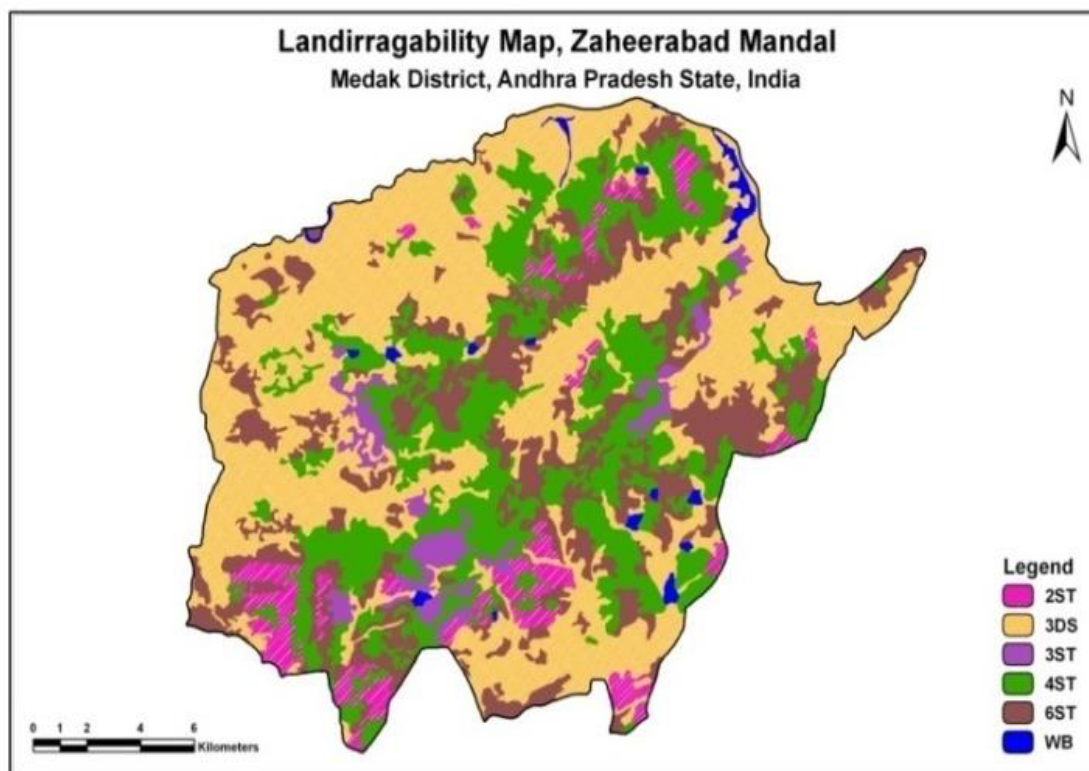 Landirragability Map, Zaheerabad Mandal
Medak District, Andhra Pradesh State, India
N
Legend
2ST
3DS
3ST
4ST
6ST
WB
0 1 2 4 6
Kilometers